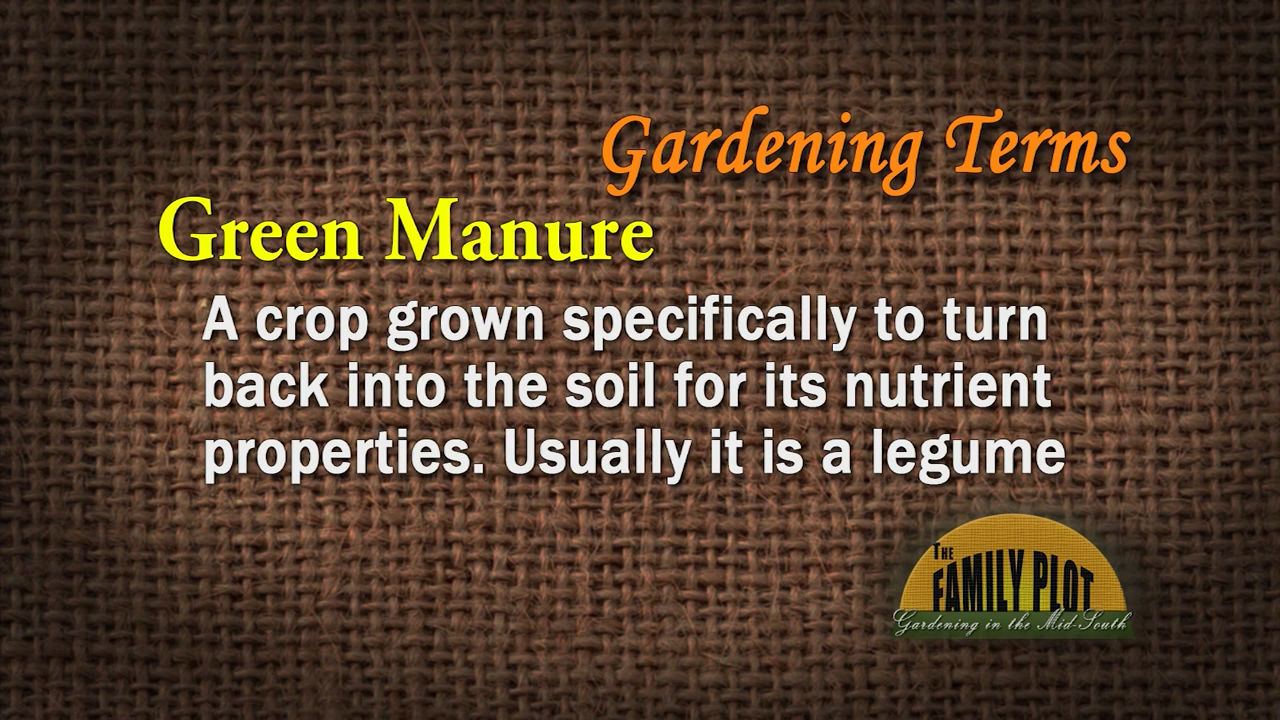 Gardening Terms
Green Manure
A crop grown specifically to turn
back into the soil for its nutrient
properties. Usually it is a legume
THE
FAMILY PLOT
Gardening in the Mid-South